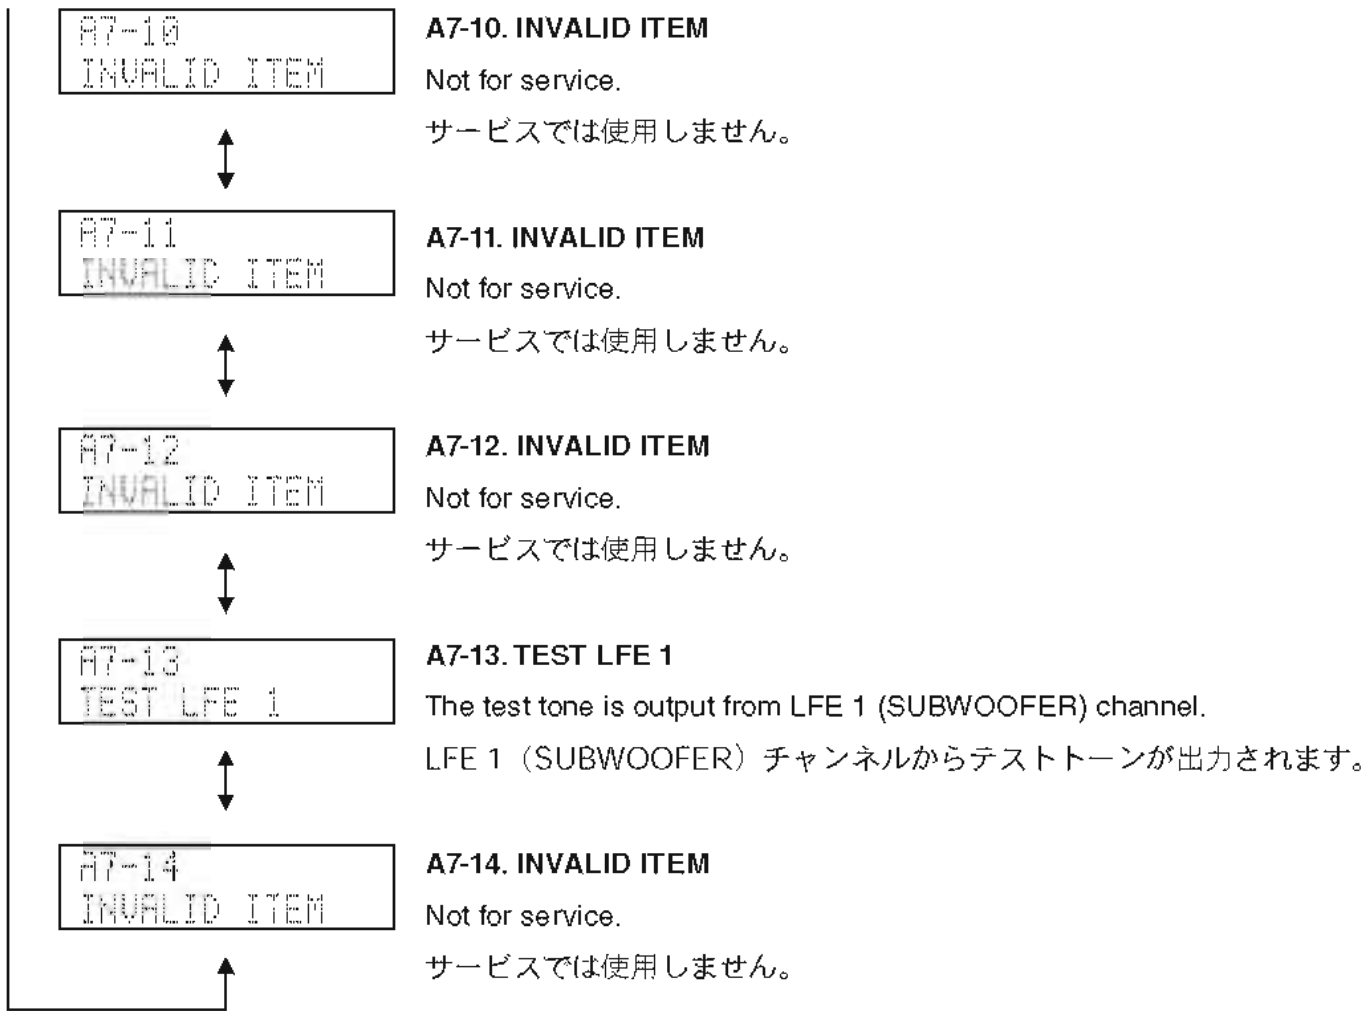 A7-10
INVALID ITEM
A7-10. INVALID ITEM
Not for service.
サービスでは使用しません。
A7-11
INVALID ITEM
A7-11. INVALID ITEM
Not for service.
サービスでは使用しません。
A7-12
INVALID ITEM
A7-12. INVALID ITEM
Not for service.
サービスでは使用しません。
A7-13
TEST LFE 1
A7-13. TEST LFE 1
The test tone is output from LFE 1 (SUBWOOFER) channel.
LFE 1（SUBWOOFER）チャンネルからテストトーンが出力されます。
A7-14
INVALID ITEM
A7-14. INVALID ITEM
Not for service.
サービスでは使用しません。